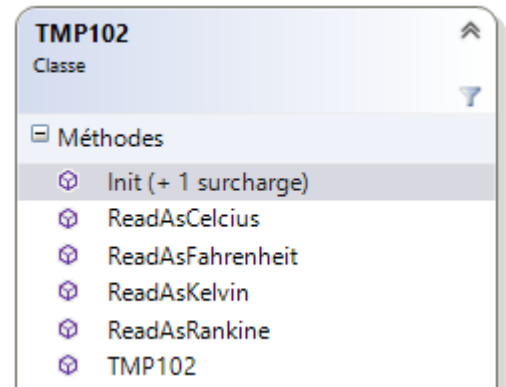 TMP102
Classe
Méthodes
Init (+ 1 surcharge)
ReadAsCelcius
ReadAsFahrenheit
ReadAsKelvin
ReadAsRankine
TMP102